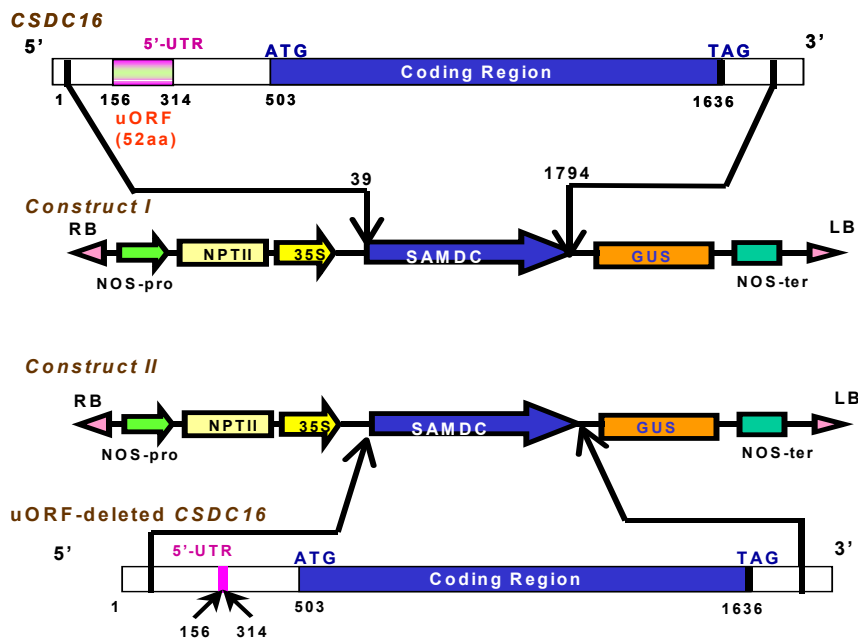 CSDC16
5' 5'-UTR ATG TAG 3'
Coding Region
1 156 314 503 1636
uORF
(52aa)
39 1794
Construct I
RB LB
NPTII 35S SAMDC GUS
NOS-pro NOS-ter
Construct II
RB LB
NPTII 35S SAMDC GUS
NOS-pro NOS-ter
uORF-deleted CSDC16
5' 5'-UTR ATG TAG 3'
Coding Region
1 503 1636
156 314